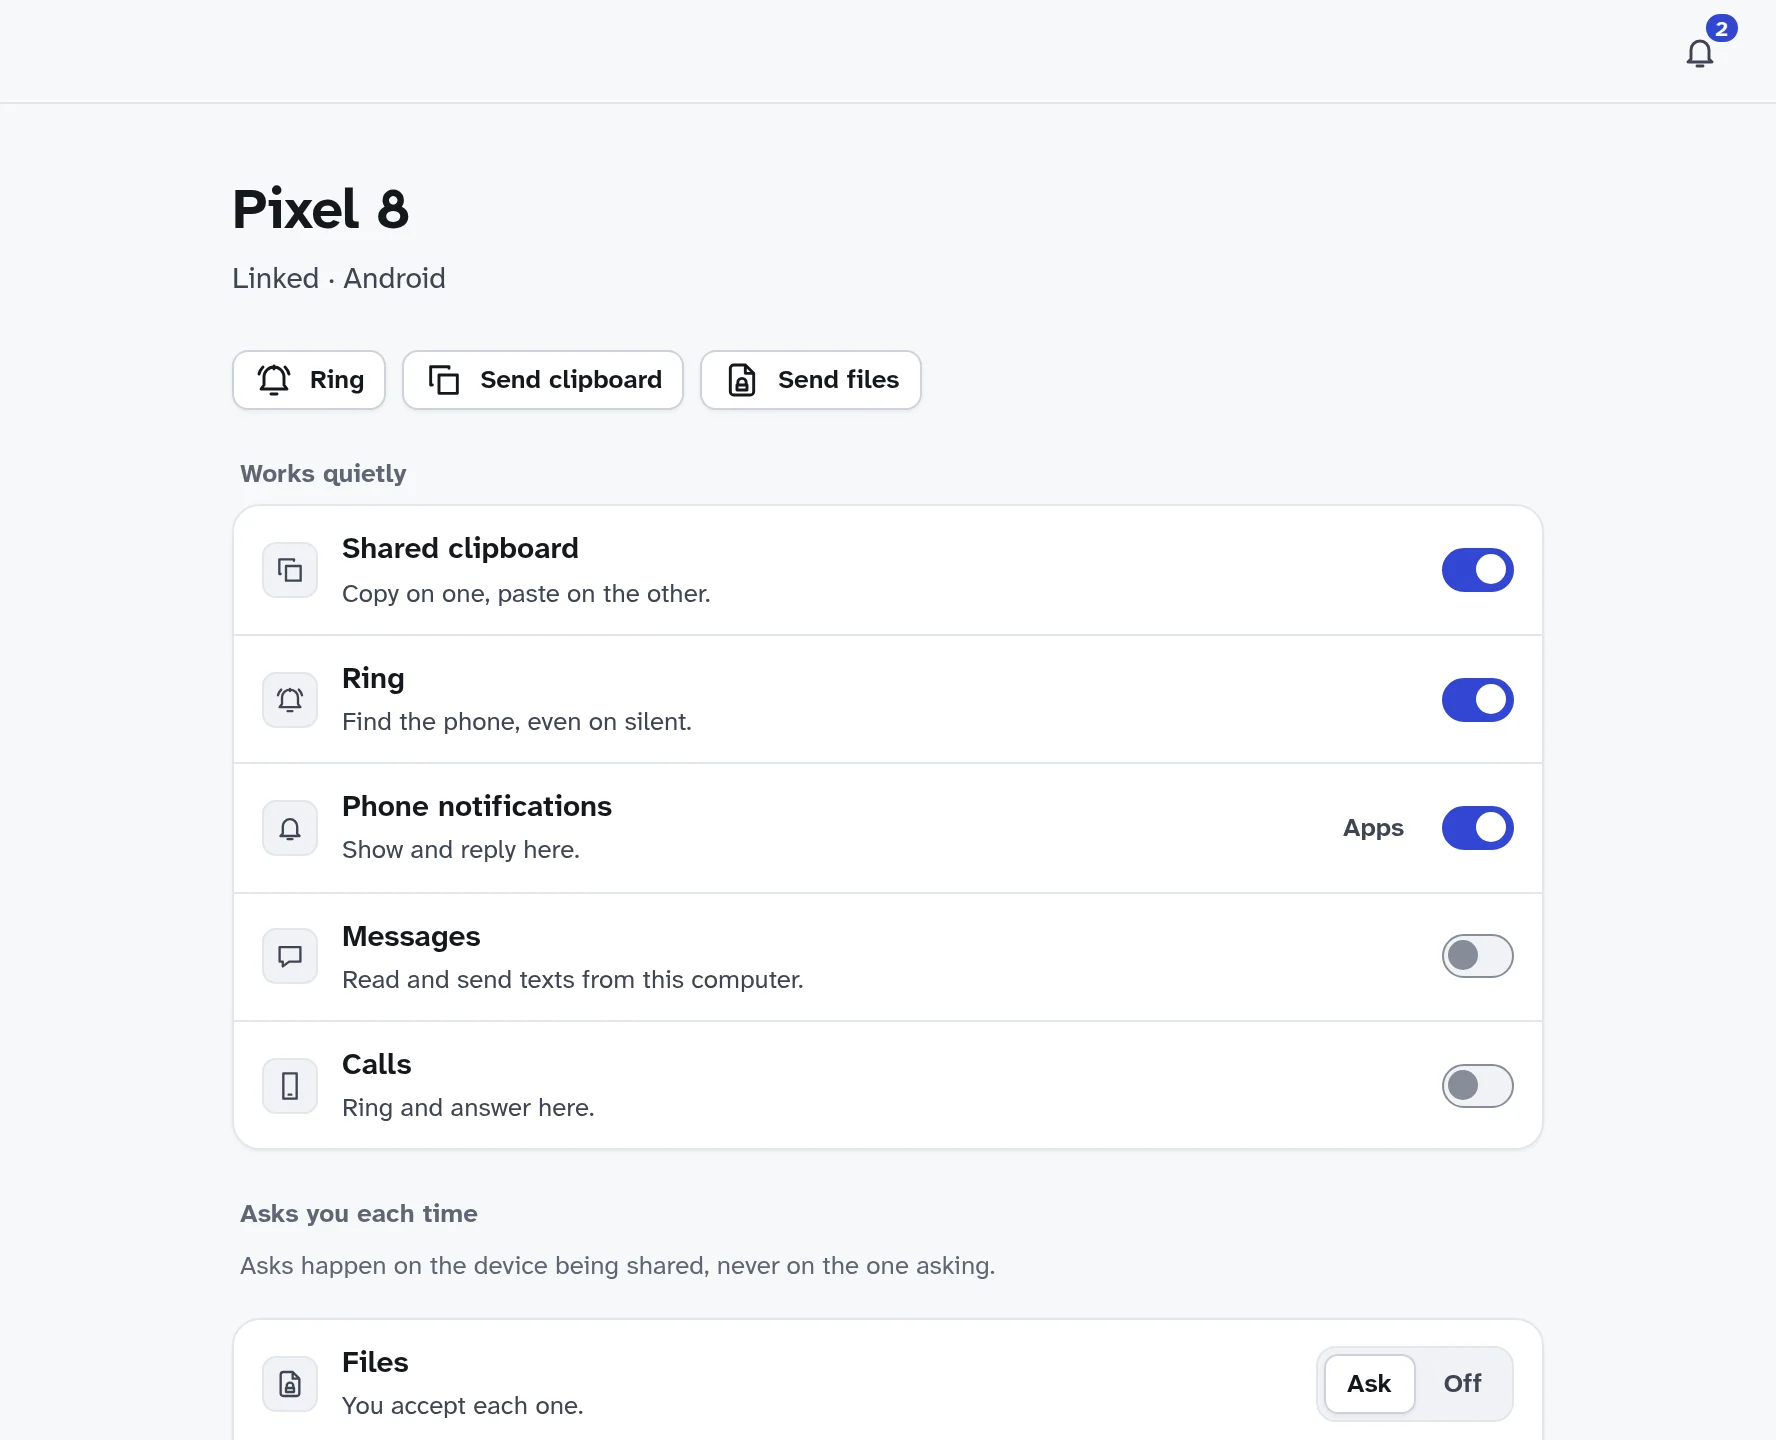 2
Pixel 8
Linked · Android
Ring
Send clipboard
Send files
Works quietly
Shared clipboard
Copy on one, paste on the other.
Ring
Find the phone, even on silent.
Phone notifications
Show and reply here.
Apps
Messages
Read and send texts from this computer.
Calls
Ring and answer here.
Asks you each time
Asks happen on the device being shared, never on the one asking.
Files
You accept each one.
Ask
Off